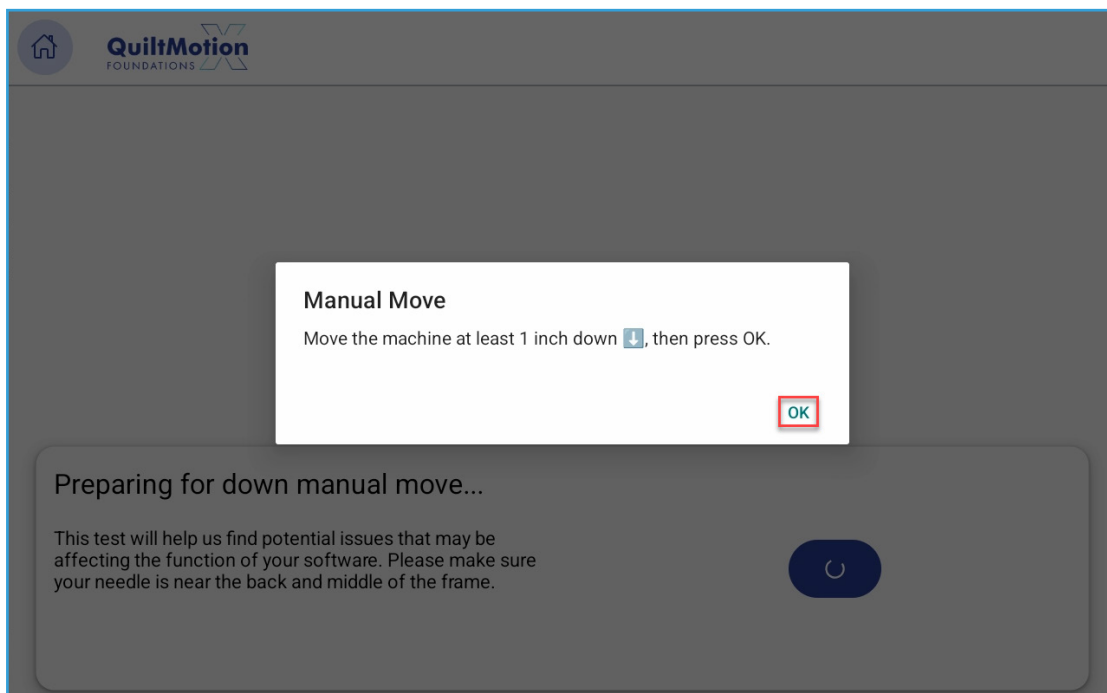 QuiltMotion
FOUNDATIONS
Manual Move
Move the machine at least 1 inch down ⬇️, then press OK.
OK
Preparing for down manual move...
This test will help us find potential issues that may be
affecting the function of your software. Please make sure
your needle is near the back and middle of the frame.